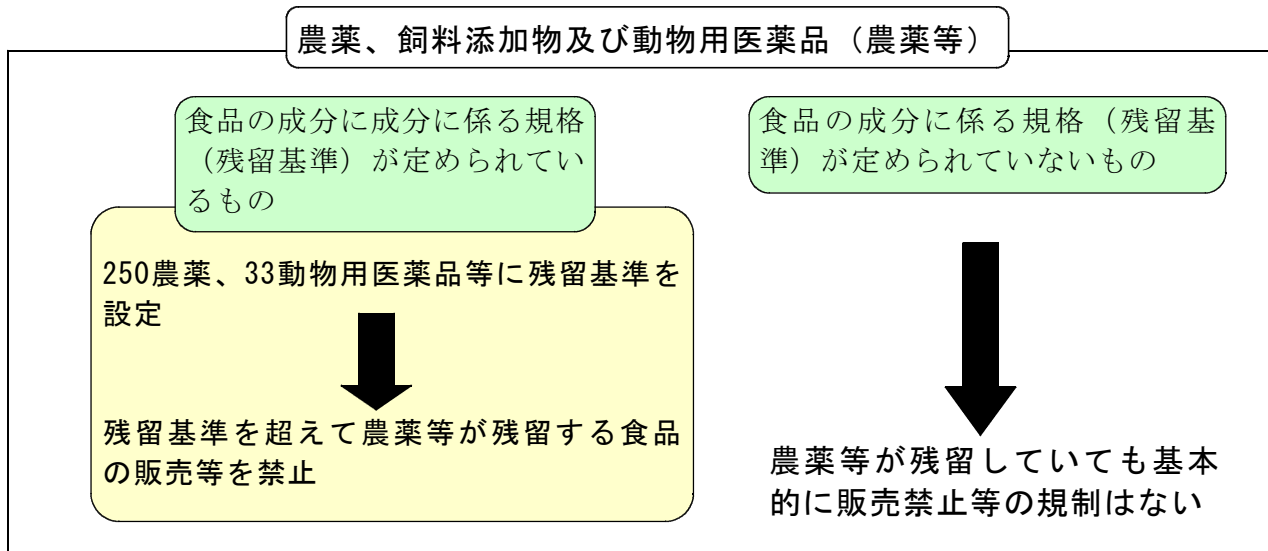 農薬、飼料添加物及び動物用医薬品（農薬等）
食品の成分に成分に係る規格
（残留基準）が定められてい
るもの
250農薬、33動物用医薬品等に残留基準を
設定
残留基準を超えて農薬等が残留する食品
の販売等を禁止
食品の成分に係る規格（残留基
準）が定められていないもの
農薬等が残留していても基本
的に販売禁止等の規制はない